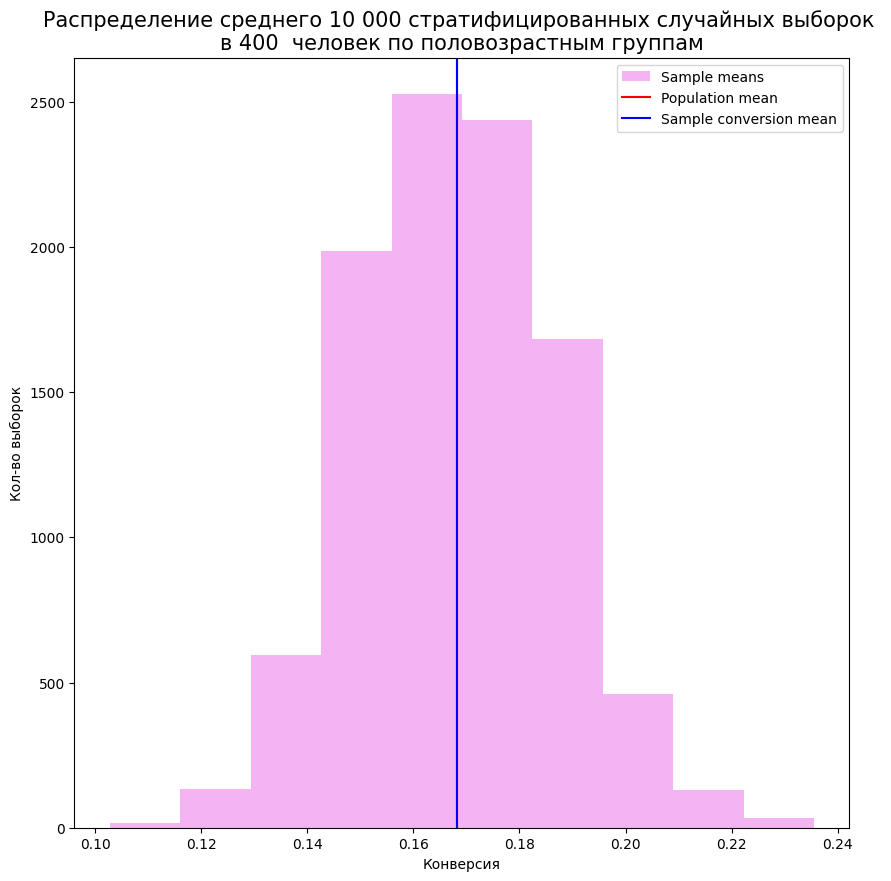 Распределение среднего 10 000 стратифицированных случайных выборок
в 400  человек по половозрастным группам
Sample means
Population mean
Sample conversion mean
2500
2000
1500
1000
500
0
Кол-во выборок
0.10 0.12 0.14 0.16 0.18 0.20 0.22 0.24
Конверсия